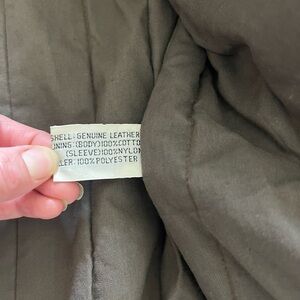 SHELL:GENUINE LEATHER
NING:(BODY)100%COTTO
(SLEEVE)100%NYLON
LER:100%POLYESTER